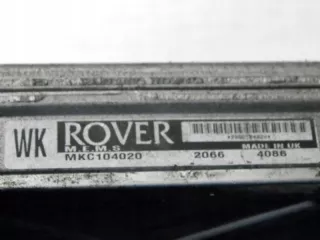 WK ROVER
M.E.M.S MADE IN UK
MKC104020 2066 4086